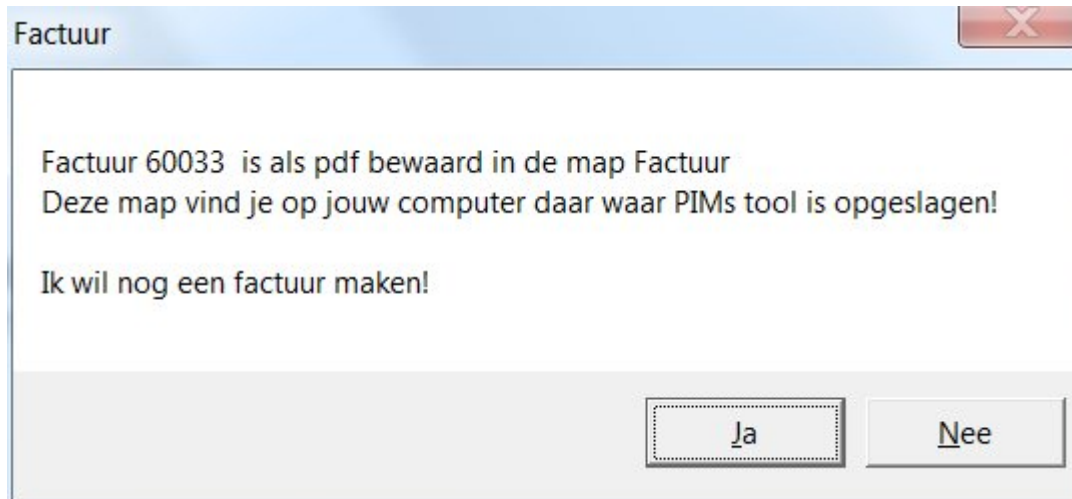 Factuur
Factuur 60033  is als pdf bewaard in de map Factuur
Deze map vind je op jouw computer daar waar PIMs tool is opgeslagen!
Ik wil nog een factuur maken!
Ja
Nee